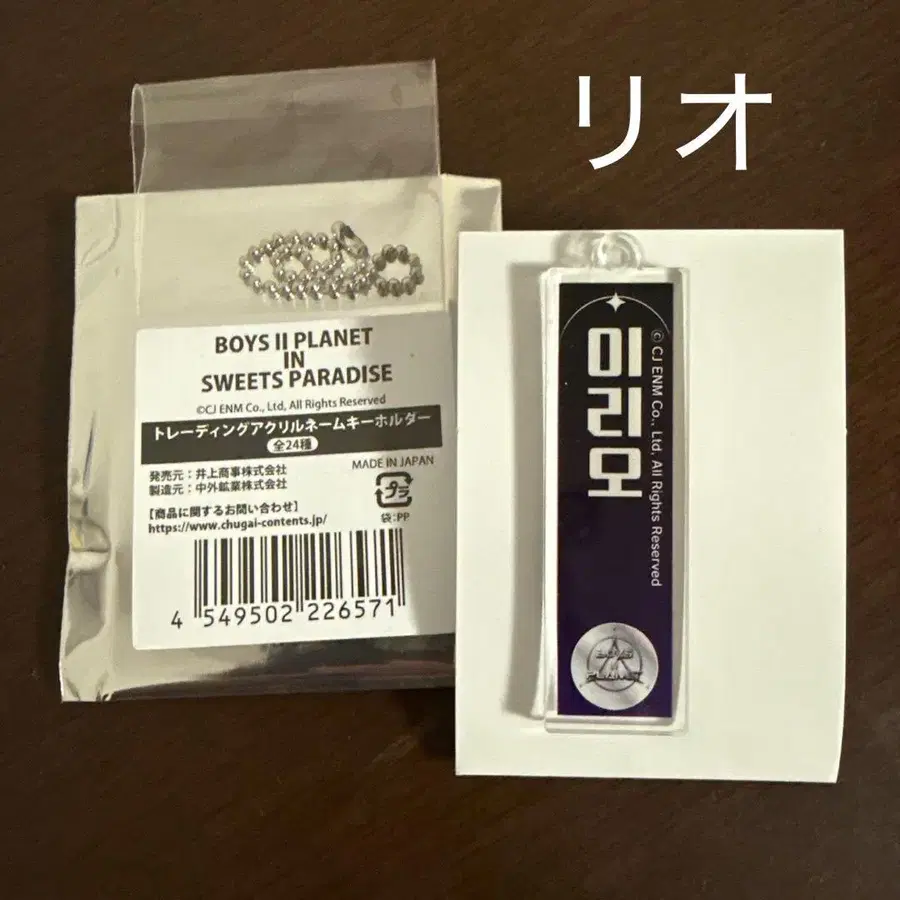 リオ
BOYS II PLANET
IN
SWEETS PARADISE
©CJ ENM Co., Ltd, All Rights Reserved
トレーディングアクリルネームキーホルダー
全24種
MADE IN JAPAN
発売元：井上商事株式会社
製造元：中外鉱業株式会社
プラ
袋:PP
【商品に関するお問い合わせ】
https://www.chugai-contents.jp/
4 549502 226571
이리오
© CJ ENM Co., Ltd, All Rights Reserved
BOYS
PLANET